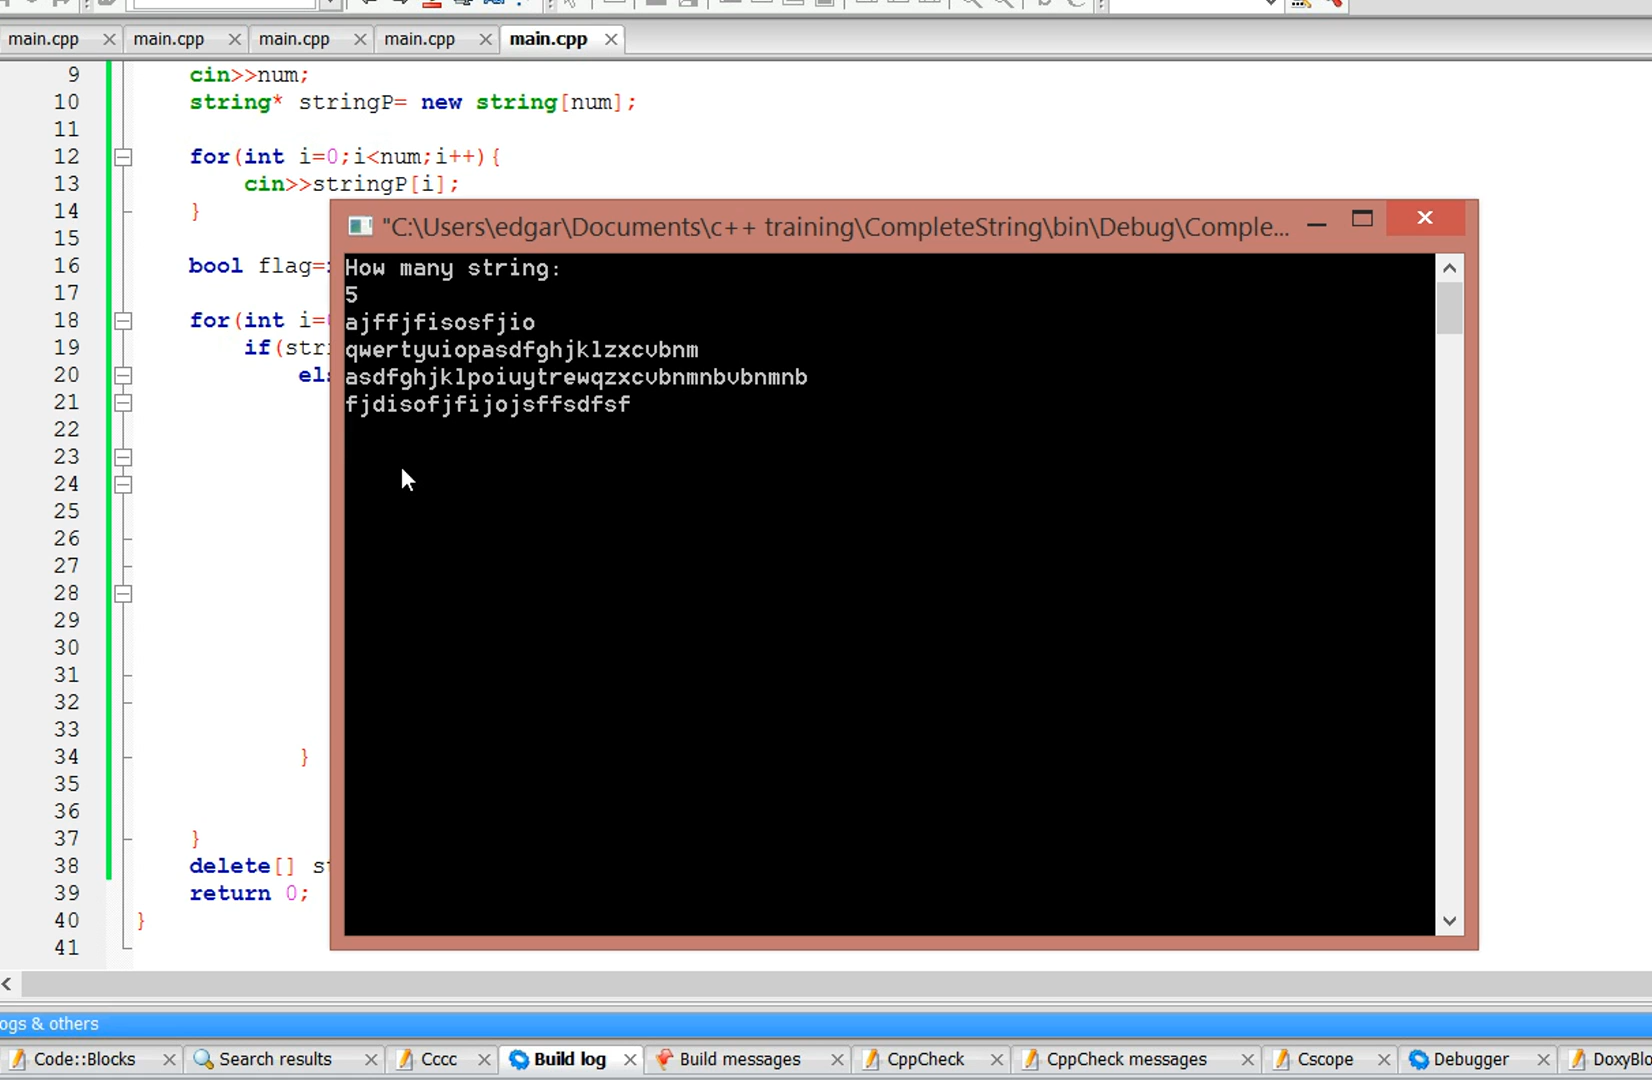 main.cpp main.cpp main.cpp main.cpp main.cpp
9 cin>>num;
10 string* stringP= new string[num];
11
12 for(int i=0;i<num;i++){
13 cin>>stringP[i];
14 }
"C:\Users\edgar\Documents\c++ training\CompleteString\bin\Debug\Comple...
15
16 bool flag=
17
18 for(int i=
19 if(stri
20 els
21
22
23
24
25
26
27
28
29
30
31
32
33
34 }
35
36
37 }
38 delete[] st
39 return 0;
40 }
41
How many string:
5
ajffjfisosfjio
qwertyuiopasdfghjklzxcvbnm
asdfghjklpoiuytrewqzxcvbnmnbvbnmnb
fjdisofjfijojsffsdfsf
ogs & others
Code::Blocks Search results Cccc Build log Build messages CppCheck CppCheck messages Cscope Debugger DoxyBlo